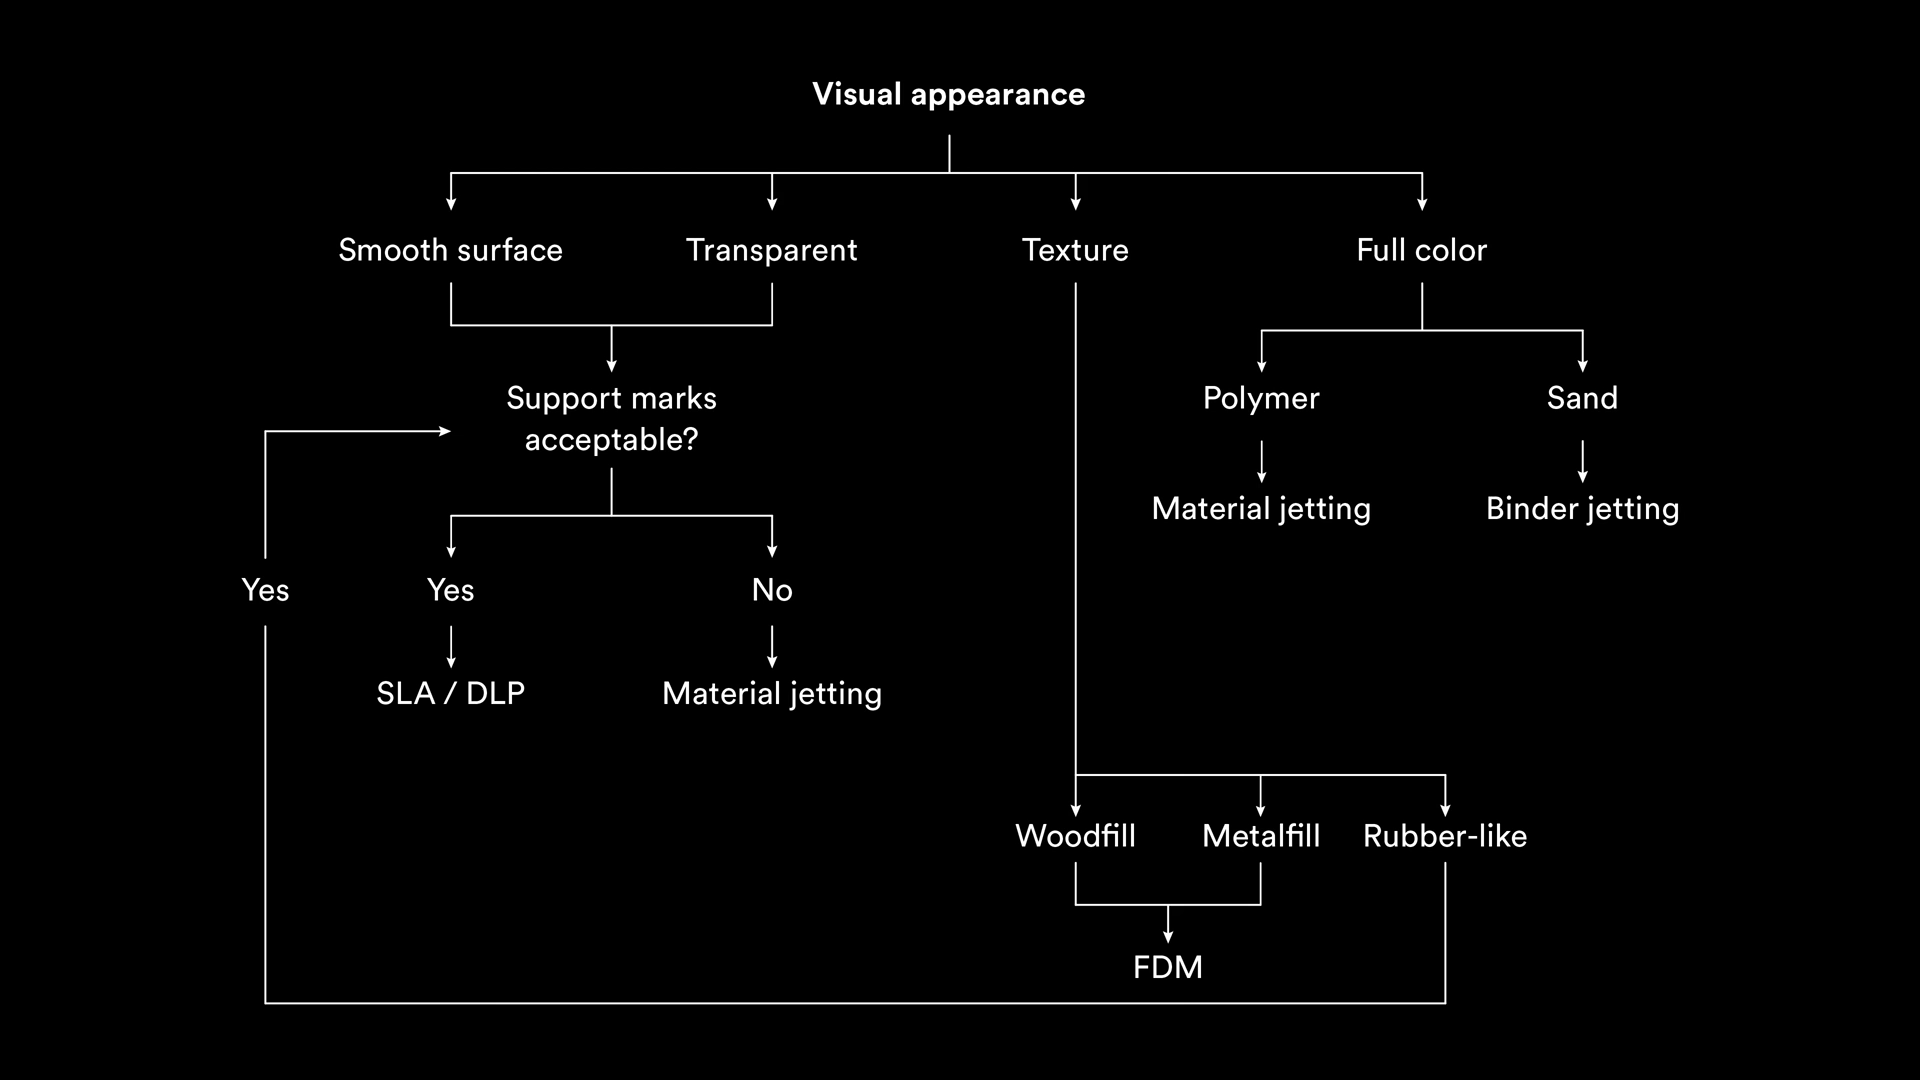 Visual appearance
Smooth surface
Transparent
Texture
Full color
Support marks
acceptable?
Polymer
Sand
Material jetting
Binder jetting
Yes
Yes
No
SLA / DLP
Material jetting
Woodfill
Metalfill
Rubber-like
FDM